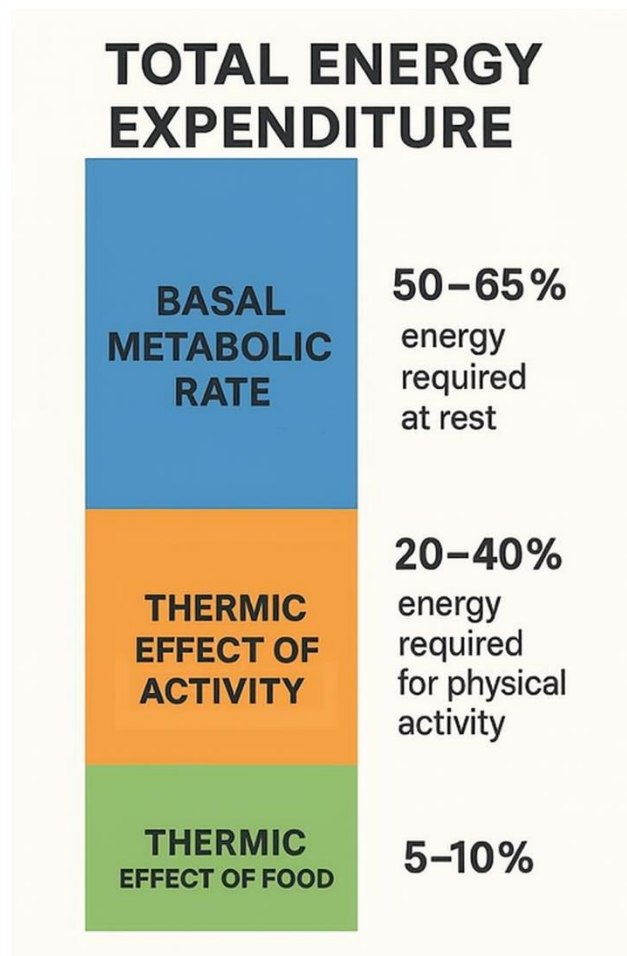 TOTAL ENERGY
EXPENDITURE
BASAL
METABOLIC
RATE
50–65%
energy
required
at rest
THERMIC
EFFECT OF
ACTIVITY
20–40%
energy
required
for physical
activity
THERMIC
EFFECT OF FOOD
5–10%